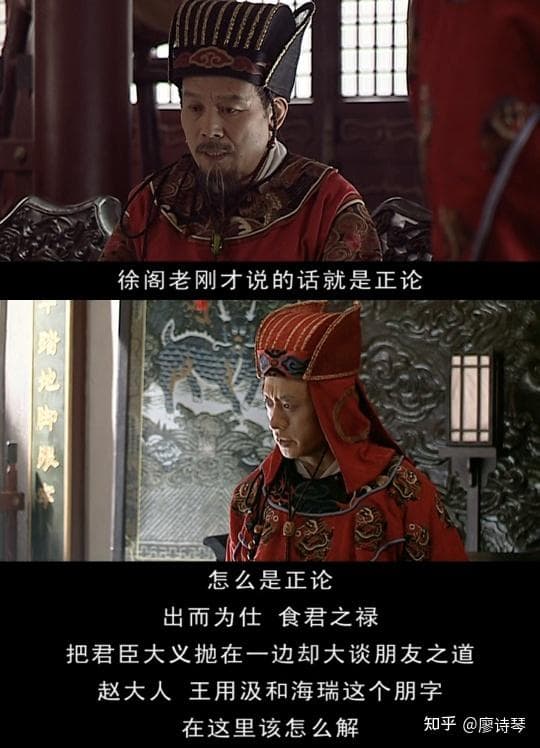 徐阁老刚才说的话就是正论
怎么是正论
出而为仕 食君之禄
把君臣大义抛在一边却大谈朋友之道
赵大人 王用汲和海瑞这个朋字
在这里该怎么解
知乎 @廖诗琴